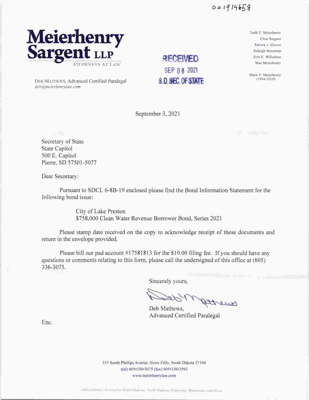 001914658
Meierhenry
Sargent LLP
ATTORNEYS AT LAW
DEB MATHEWS, Advanced Certified Paralegal
deb@meierhenrylaw.com
RECEIVED
SEP 08 2021
S.D. SEC. OF STATE
Todd V. Meierhenry
Clint Sargent
Patrick J. Glover
Raleigh Hansman
Erin E. Willadsen
Max Meierhenry
Mark V. Meierhenry
(1944-2020)
September 3, 2021
Secretary of State
State Capitol
500 E. Capitol
Pierre, SD 57501-5077
Dear Secretary:
Pursuant to SDCL 6-8B-19 enclosed please find the Bond Information Statement for the
following bond issue:
City of Lake Preston
$758,000 Clean Water Revenue Borrower Bond, Series 2021
Please stamp date received on the copy to acknowledge receipt of these documents and
return in the envelope provided.
Please bill our pad account #17581813 for the $10.00 filing fee. If you should have any
questions or comments relating to this form, please call the undersigned of this office at (605)
336-3075.
Sincerely yours,
Deb Mathews
Deb Mathews,
Advanced Certified Paralegal
Enc.
315 South Phillips Avenue, Sioux Falls, South Dakota 57104
(tel) 605•336•3075 (fax) 605•336•2593
www.meierhenrylaw.com